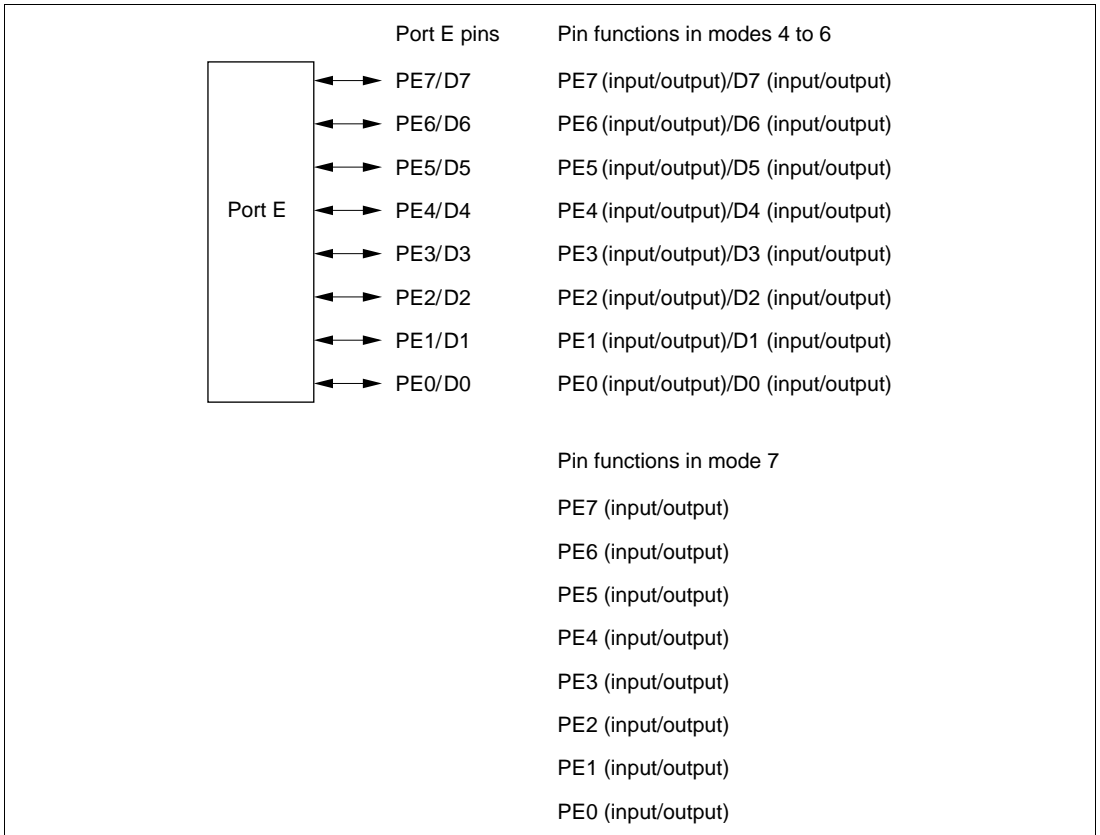 Port E pins Pin functions in modes 4 to 6
PE7/D7 PE7 (input/output)/D7 (input/output)
PE6/D6 PE6 (input/output)/D6 (input/output)
PE5/D5 PE5 (input/output)/D5 (input/output)
Port E PE4/D4 PE4 (input/output)/D4 (input/output)
PE3/D3 PE3 (input/output)/D3 (input/output)
PE2/D2 PE2 (input/output)/D2 (input/output)
PE1/D1 PE1 (input/output)/D1 (input/output)
PE0/D0 PE0 (input/output)/D0 (input/output)
Pin functions in mode 7
PE7 (input/output)
PE6 (input/output)
PE5 (input/output)
PE4 (input/output)
PE3 (input/output)
PE2 (input/output)
PE1 (input/output)
PE0 (input/output)